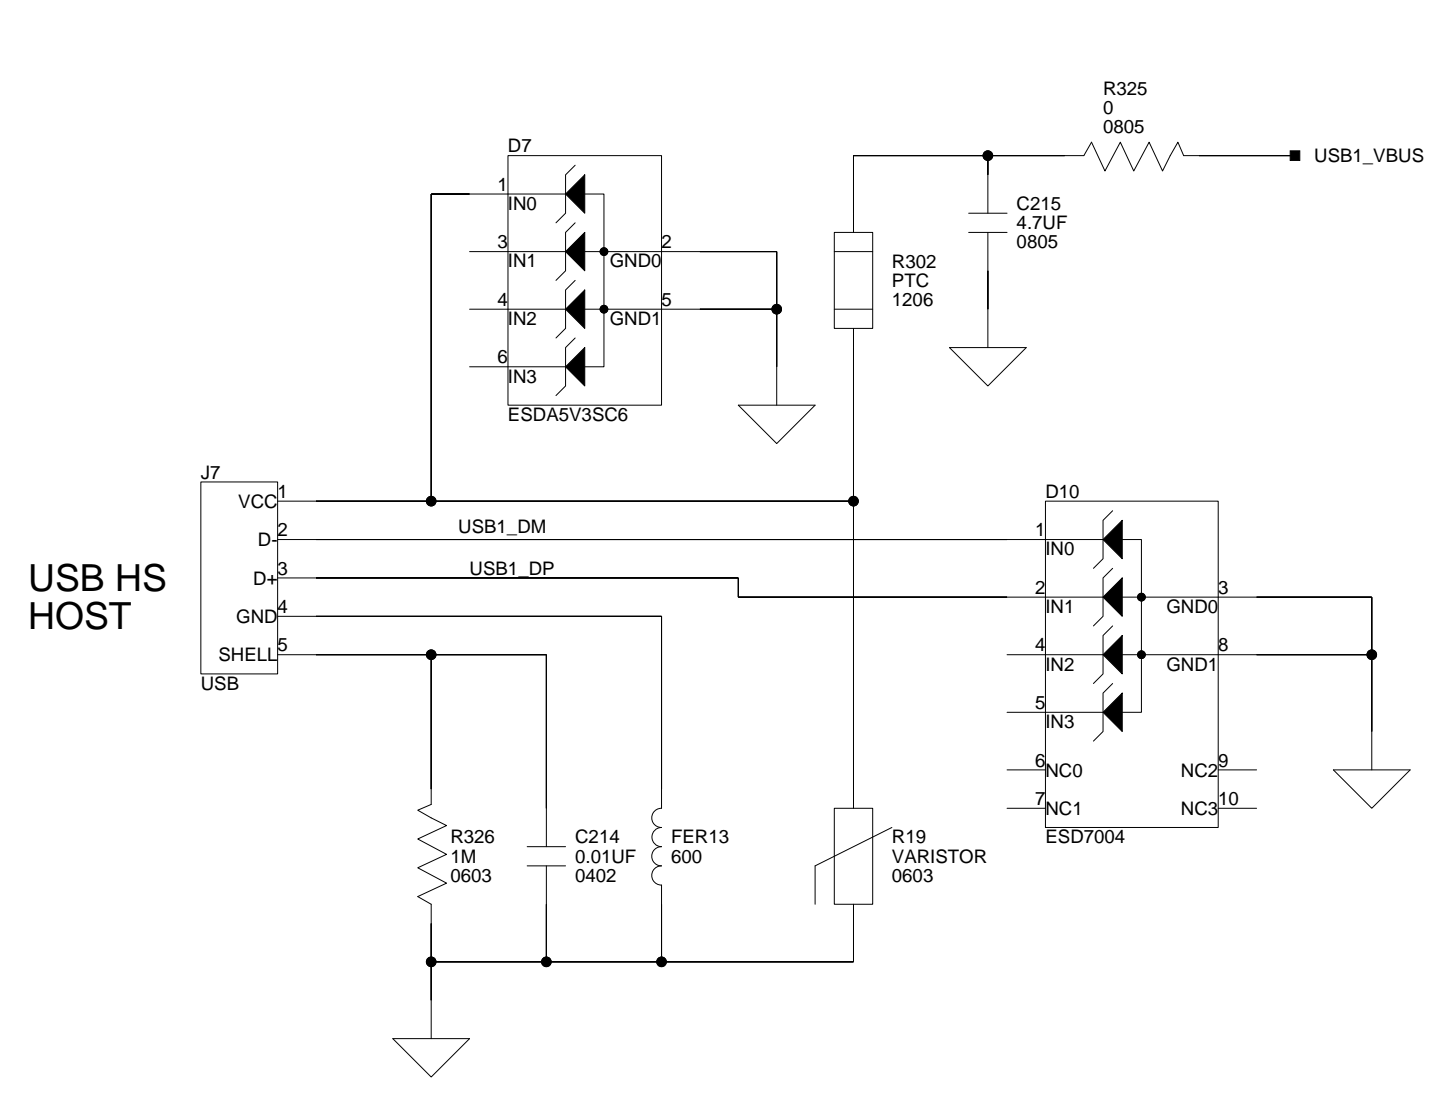 R325
0
0805
USB1_VBUS
D7
1
IN0
3
IN1
4
IN2
6
IN3
2
GND0
5
GND1
ESDA5V3SC6
C215
4.7UF
0805
R302
PTC
1206
USB HS
HOST
J7
VCC 1
D- 2
D+ 3
GND 4
SHELL 5
USB
USB1_DM
USB1_DP
D10
1
IN0
2
IN1
4
IN2
5
IN3
6
NC0
7
NC1
3
GND0
8
GND1
9
NC2
10
NC3
ESD7004
R326
1M
0603
C214
0.01UF
0402
FER13
600
R19
VARISTOR
0603